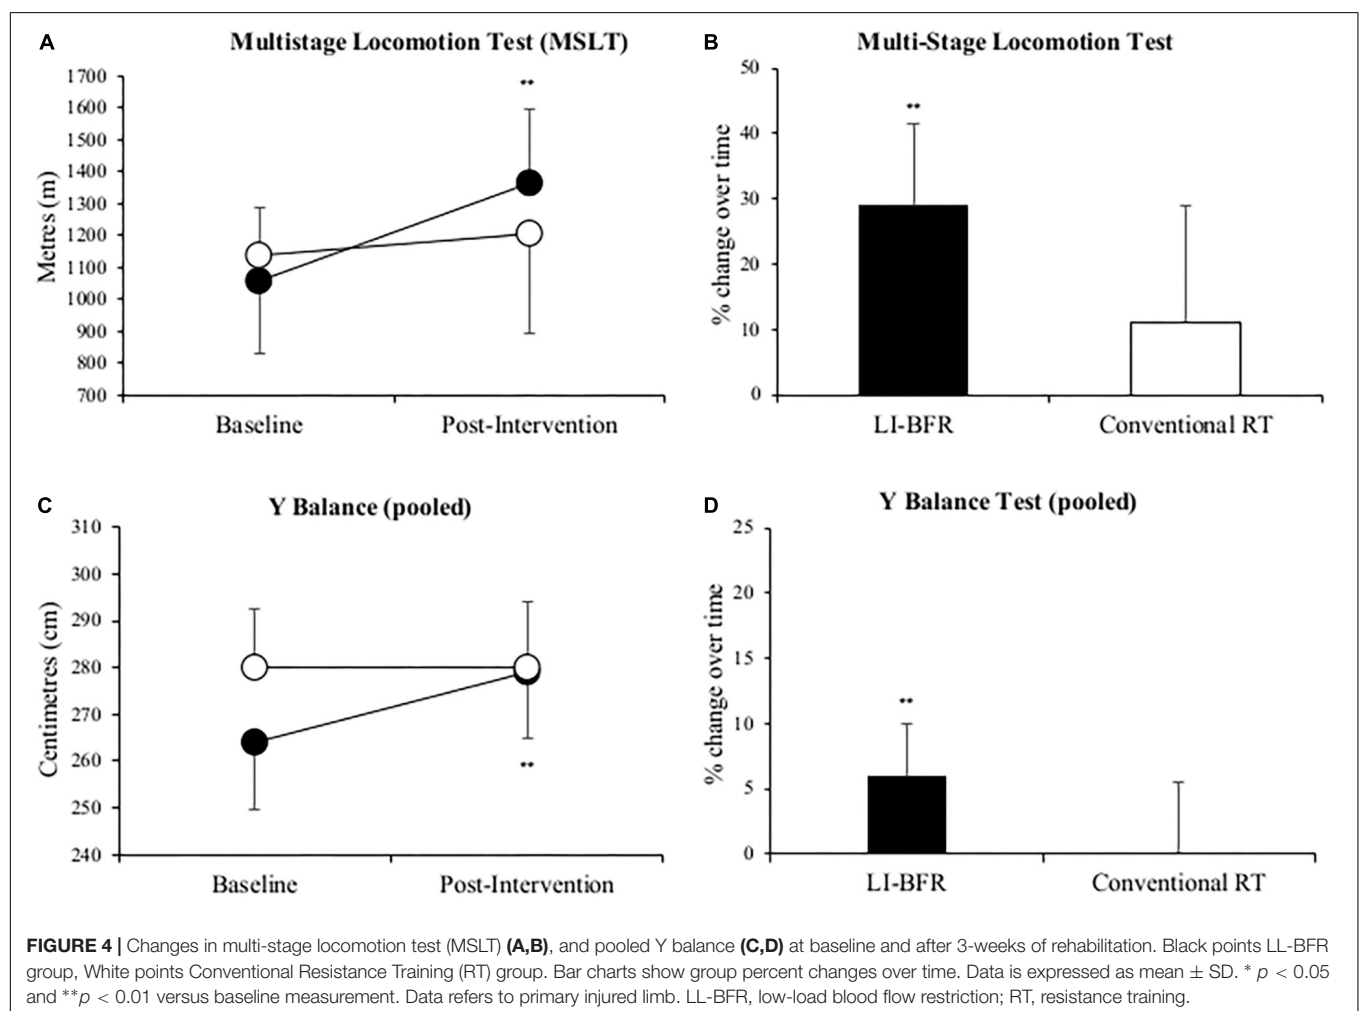 A
Multistage Locomotion Test (MSLT)
1700
1600
1500
1400
1300
1200
1100
1000
900
800
700
Metres (m)
**
Baseline
Post-Intervention
B
Multi-Stage Locomotion Test
50
40
30
20
10
0
% change over time
**
LI-BFR
Conventional RT
C
Y Balance (pooled)
310
300
290
280
270
260
250
240
Centimetres (cm)
**
Baseline
Post-Intervention
D
Y Balance Test (pooled)
25
20
15
10
5
0
% change over time
**
LI-BFR
Conventional RT
FIGURE 4 | Changes in multi-stage locomotion test (MSLT) (A,B), and pooled Y balance (C,D) at baseline and after 3-weeks of rehabilitation. Black points LL-BFR
group, White points Conventional Resistance Training (RT) group. Bar charts show group percent changes over time. Data is expressed as mean ± SD. * p < 0.05
and **p < 0.01 versus baseline measurement. Data refers to primary injured limb. LL-BFR, low-load blood flow restriction; RT, resistance training.